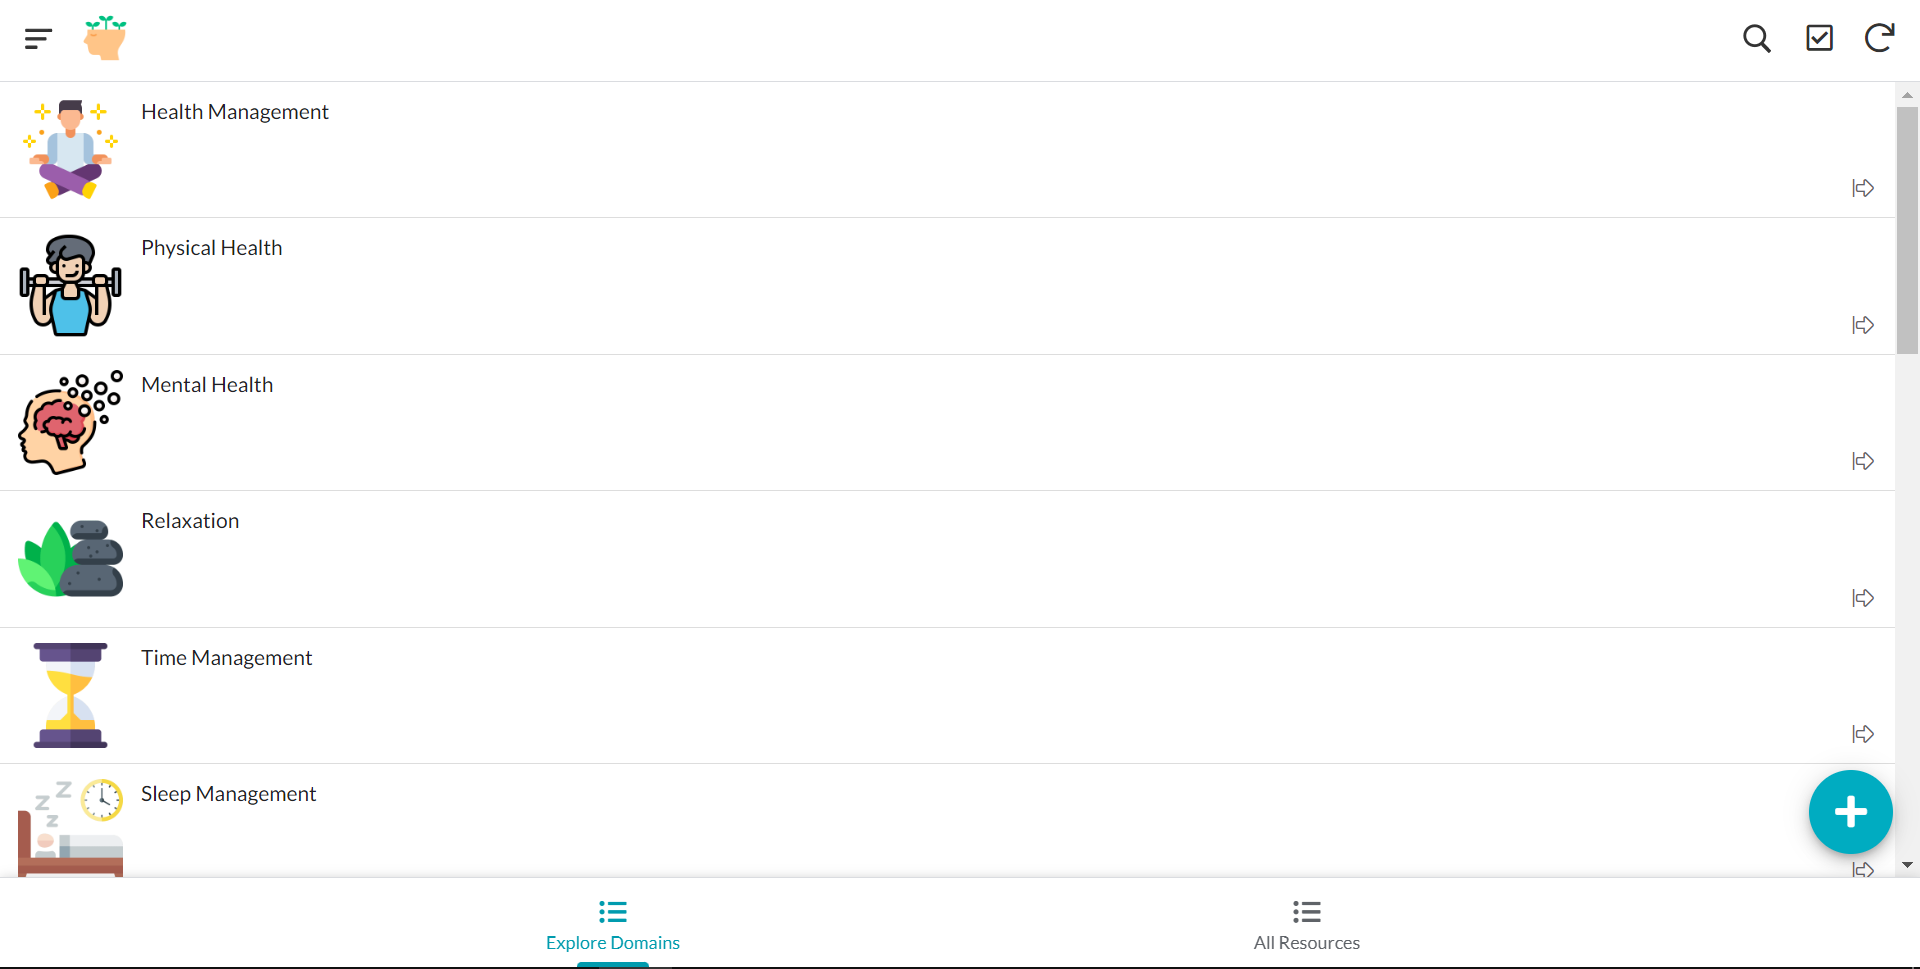 Health Management
Physical Health
Mental Health
Relaxation
Time Management
Sleep Management
z
z
z
Explore Domains
All Resources